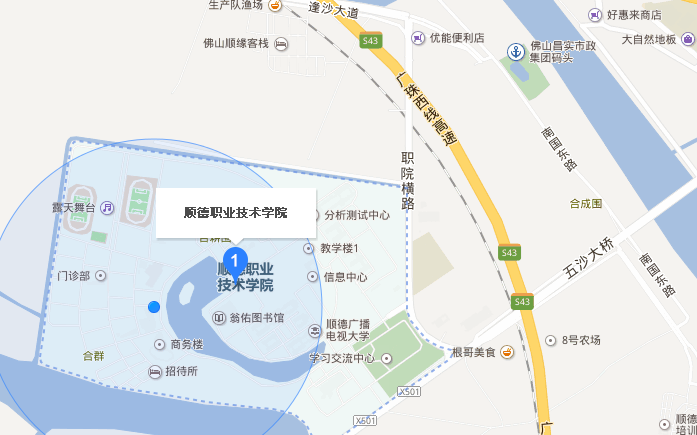 生产队渔场
逢沙大道
好惠来商店
佛山顺缘客栈
S43
优能便利店
大自然地板
佛山昌实市政
集团码头
广珠西线高速
南国东路
职院横路
露天舞台
顺德职业技术学院
分析测试中心
合成围
教学楼1
五沙大桥
1
顺德职业
技术学院
门诊部
信息中心
S43
南国东路
S43
翁佑图书馆
顺德广播
电视大学
商务楼
8号农场
合群
学习交流中心
根哥美食
招待所
X501
X501
广
顺德
培训